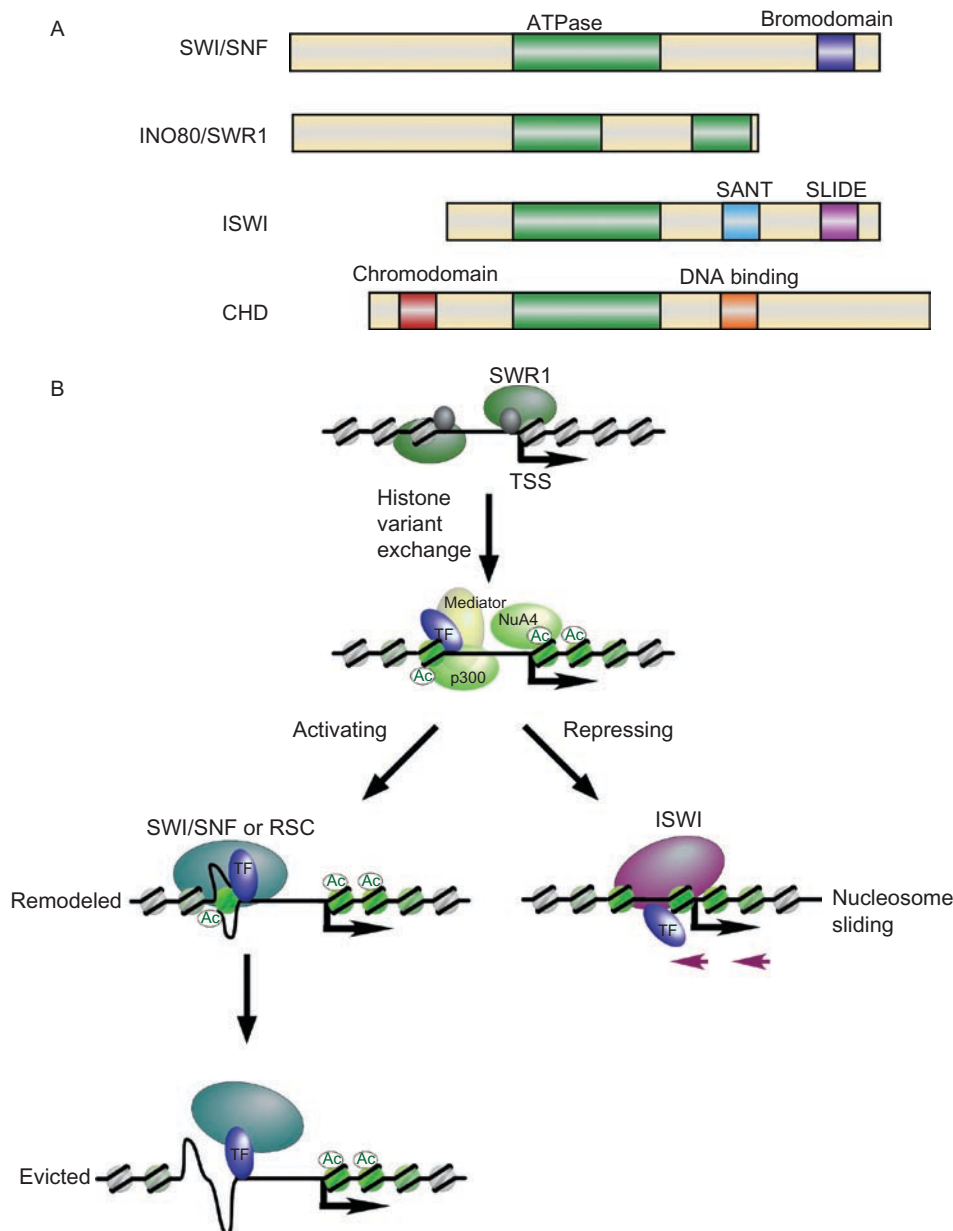 A
ATPase
Bromodomain
SWI/SNF
INO80/SWR1
SANT
SLIDE
ISWI
Chromodomain
DNA binding
CHD
B
SWR1
TSS
Histone
variant
exchange
Mediator
NuA4
TF
Ac
Ac
Ac
p300
Activating
Repressing
SWI/SNF or RSC
ISWI
TF
Ac
Ac
Remodeled
Ac
Nucleosome
sliding
TF
TF
Ac
Ac
Evicted